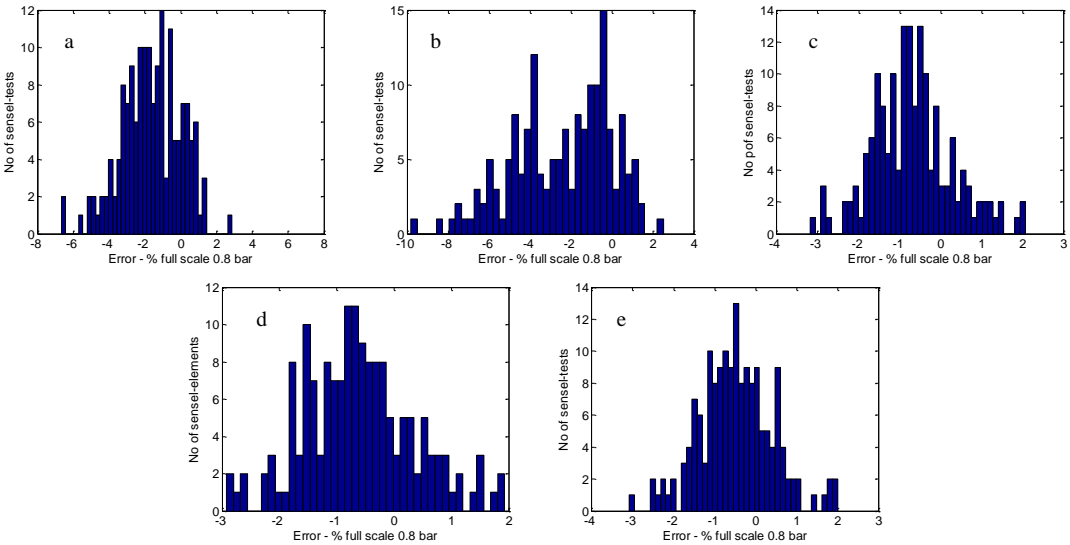 a
No of sensel-tests
12
10
8
6
4
2
0
-8 -6 -4 -2 0 2 4 6 8
Error - % full scale 0.8 bar
b
No of sensel-tests
15
10
5
0
-10 -8 -6 -4 -2 0 2 4
Error - % full scale 0.8 bar
c
No pof sensel-tests
14
12
10
8
6
4
2
0
-4 -3 -2 -1 0 1 2 3
Error - % full scale 0.8 bar
d
No of sensel-elements
12
10
8
6
4
2
0
-3 -2 -1 0 1 2
Error - % full scale 0.8 bar
e
No of sensel-tests
14
12
10
8
6
4
2
0
-4 -3 -2 -1 0 1 2 3
Error - % full scale 0.8 bar